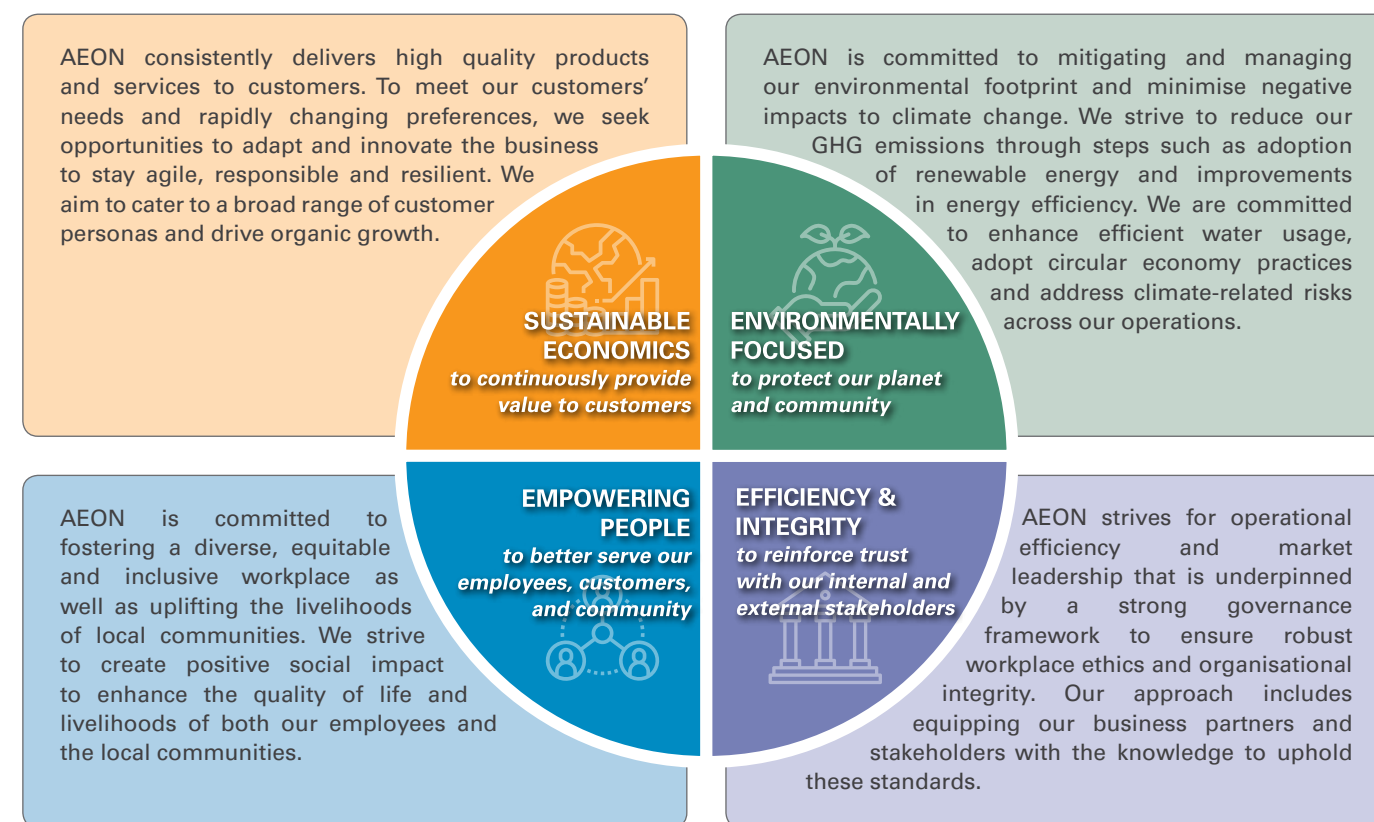 AEON consistently delivers high quality products
and services to customers. To meet our customers’
needs and rapidly changing preferences, we seek
opportunities to adapt and innovate the business
to stay agile, responsible and resilient. We
aim to cater to a broad range of customer
personas and drive organic growth.
SUSTAINABLE
ECONOMICS
to continuously provide
value to customers
AEON is committed to mitigating and managing
our environmental footprint and minimise negative
impacts to climate change. We strive to reduce our
GHG emissions through steps such as adoption
of renewable energy and improvements
in energy efficiency. We are committed
to enhance efficient water usage,
adopt circular economy practices
and address climate-related risks
across our operations.
ENVIRONMENTALLY
FOCUSED
to protect our planet
and community
AEON is committed to
fostering a diverse, equitable
and inclusive workplace as
well as uplifting the livelihoods
of local communities. We strive
to create positive social impact
to enhance the quality of life and
livelihoods of both our employees and
the local communities.
EMPOWERING
PEOPLE
to better serve our
employees, customers,
and community
EFFICIENCY &
INTEGRITY
to reinforce trust
with our internal and
external stakeholders
AEON strives for operational
efficiency and market
leadership that is underpinned
by a strong governance
framework to ensure robust
workplace ethics and organisational
integrity. Our approach includes
equipping our business partners and
stakeholders with the knowledge to uphold
these standards.